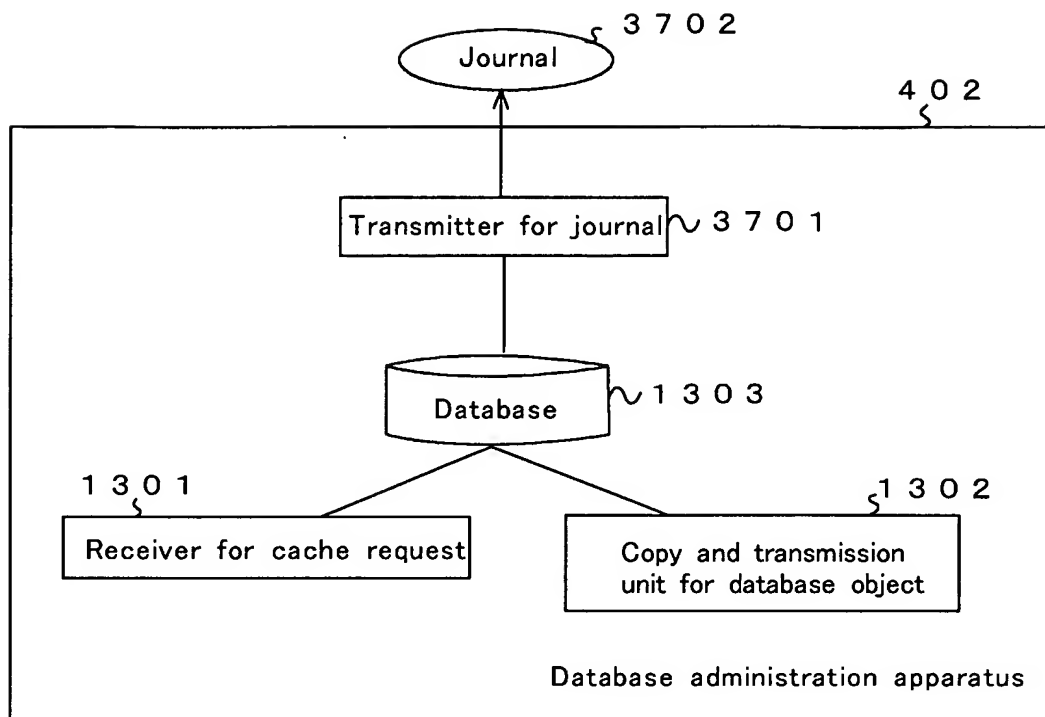 3702
Journal
402
Transmitter for journal
3701
Database
1303
1301
1302
Receiver for cache request
Copy and transmission
unit for database object
Database administration apparatus